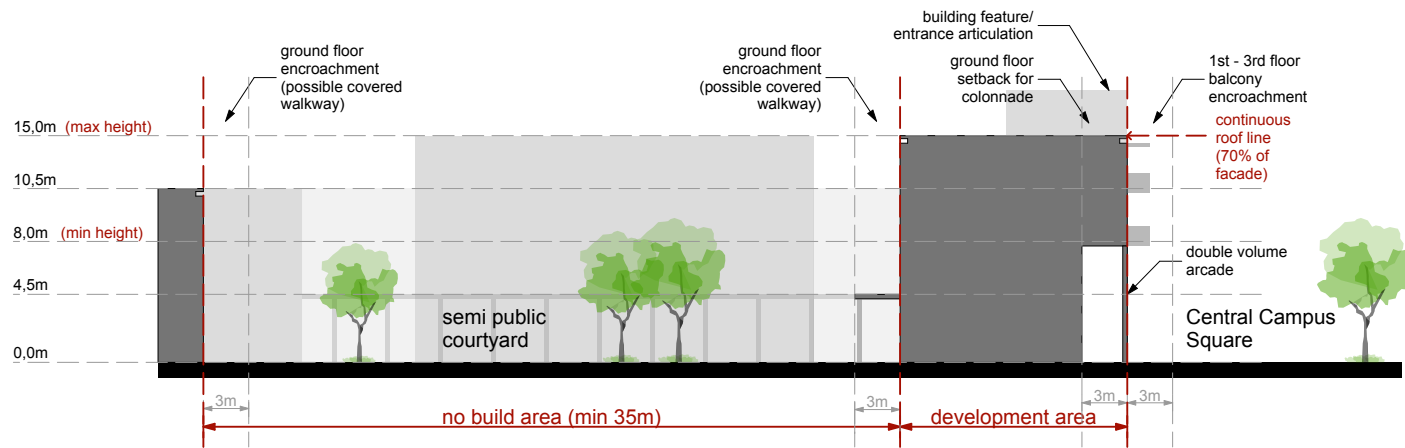 building feature/
entrance articulation
ground floor
encroachment
(possible covered
walkway)
ground floor
encroachment
(possible covered
walkway)
ground floor
setback for
colonnade
1st - 3rd floor
balcony
encroachment
15,0m (max height)
continuous
roof line
(70% of
facade)
10,5m
8,0m (min height)
double volume
arcade
4,5m
semi public
courtyard
Central Campus
Square
0,0m
3m
3m
3m
3m
no build area (min 35m)
development area